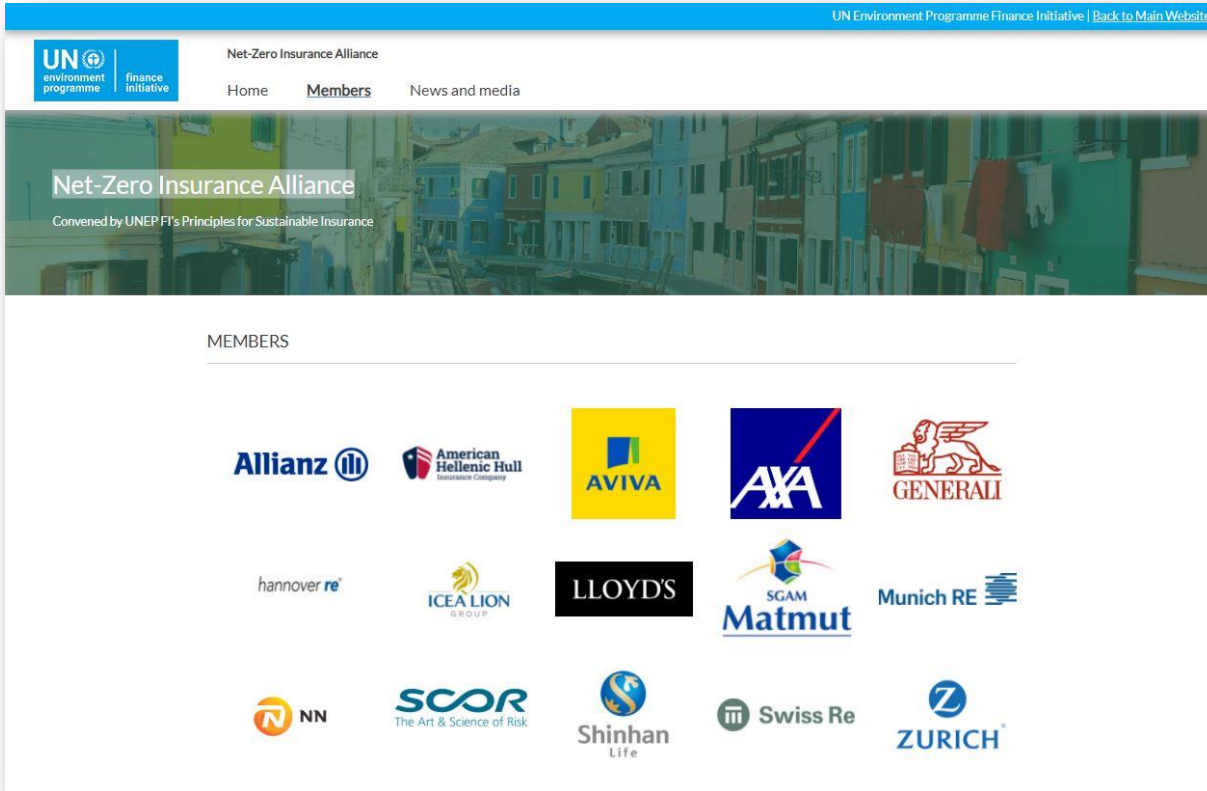 UN Environment Programme Finance Initiative | Back to Main Website
UN
environment
programme
finance
initiative
Net-Zero Insurance Alliance
Home Members News and media
Net-Zero Insurance Alliance
Convened by UNEP FI's Principles for Sustainable Insurance
MEMBERS
Allianz
American
Hellenic Hull
Insurance Company
AVIVA
AXA
GENERALI
hannover re®
ICEA LION
GROUP
LLOYD'S
SGAM
Matmut
Munich RE
NN
SCOR
The Art & Science of Risk
Shinhan
Life
Swiss Re
Z
ZURICH®